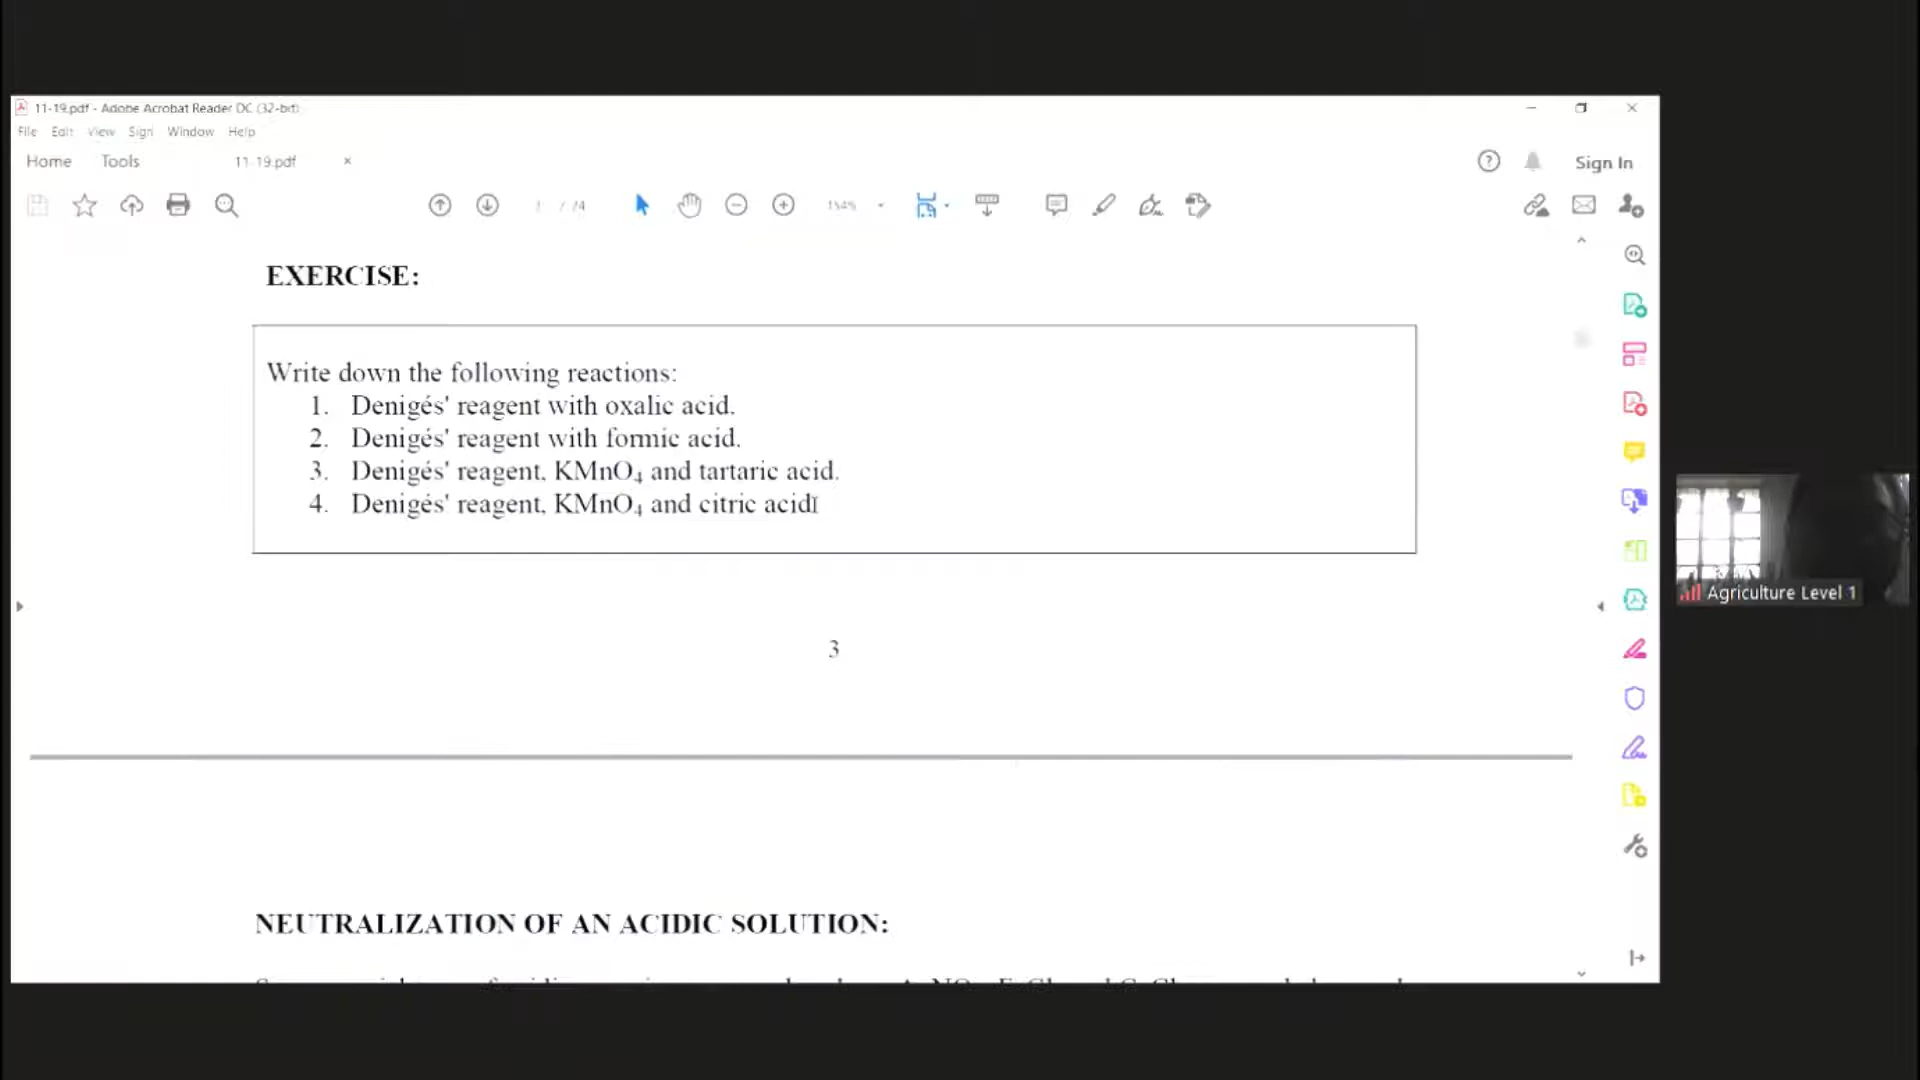 11-19.pdf - Adobe Acrobat Reader DC (32-bit)
File Edit View Sign Window Help
Home Tools 11-19.pdf × Sign In
/ 24 154%
EXERCISE:
Write down the following reactions:
1. Denigés' reagent with oxalic acid.
2. Denigés' reagent with formic acid.
3. Denigés' reagent, KMnO₄ and tartaric acid.
4. Denigés' reagent, KMnO₄ and citric acid
Agriculture Level 1
3
NEUTRALIZATION OF AN ACIDIC SOLUTION: